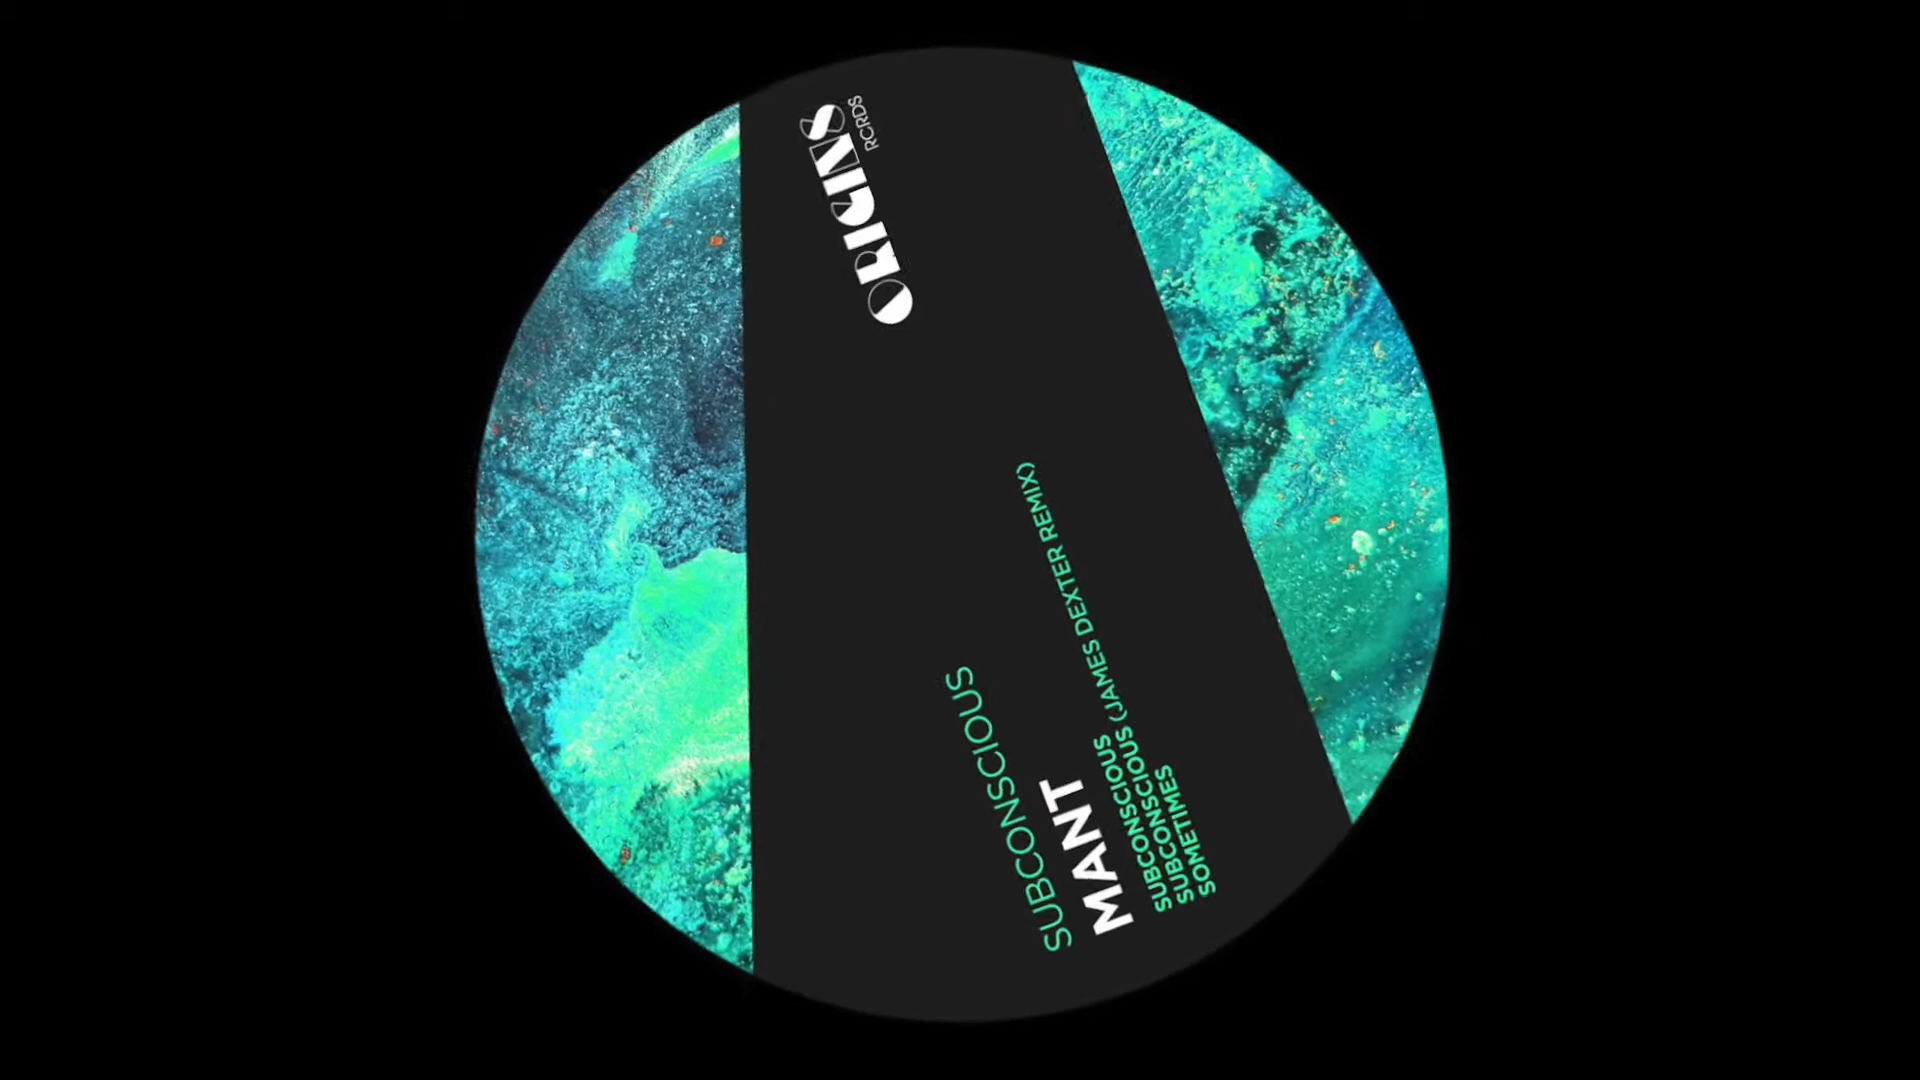 ORIGINS
RCRDS
SUBCONSCIOUS
MANT
SUBCONSCIOUS
SUBCONSCIOUS (JAMES DEXTER REMIX)
SOMETIMES